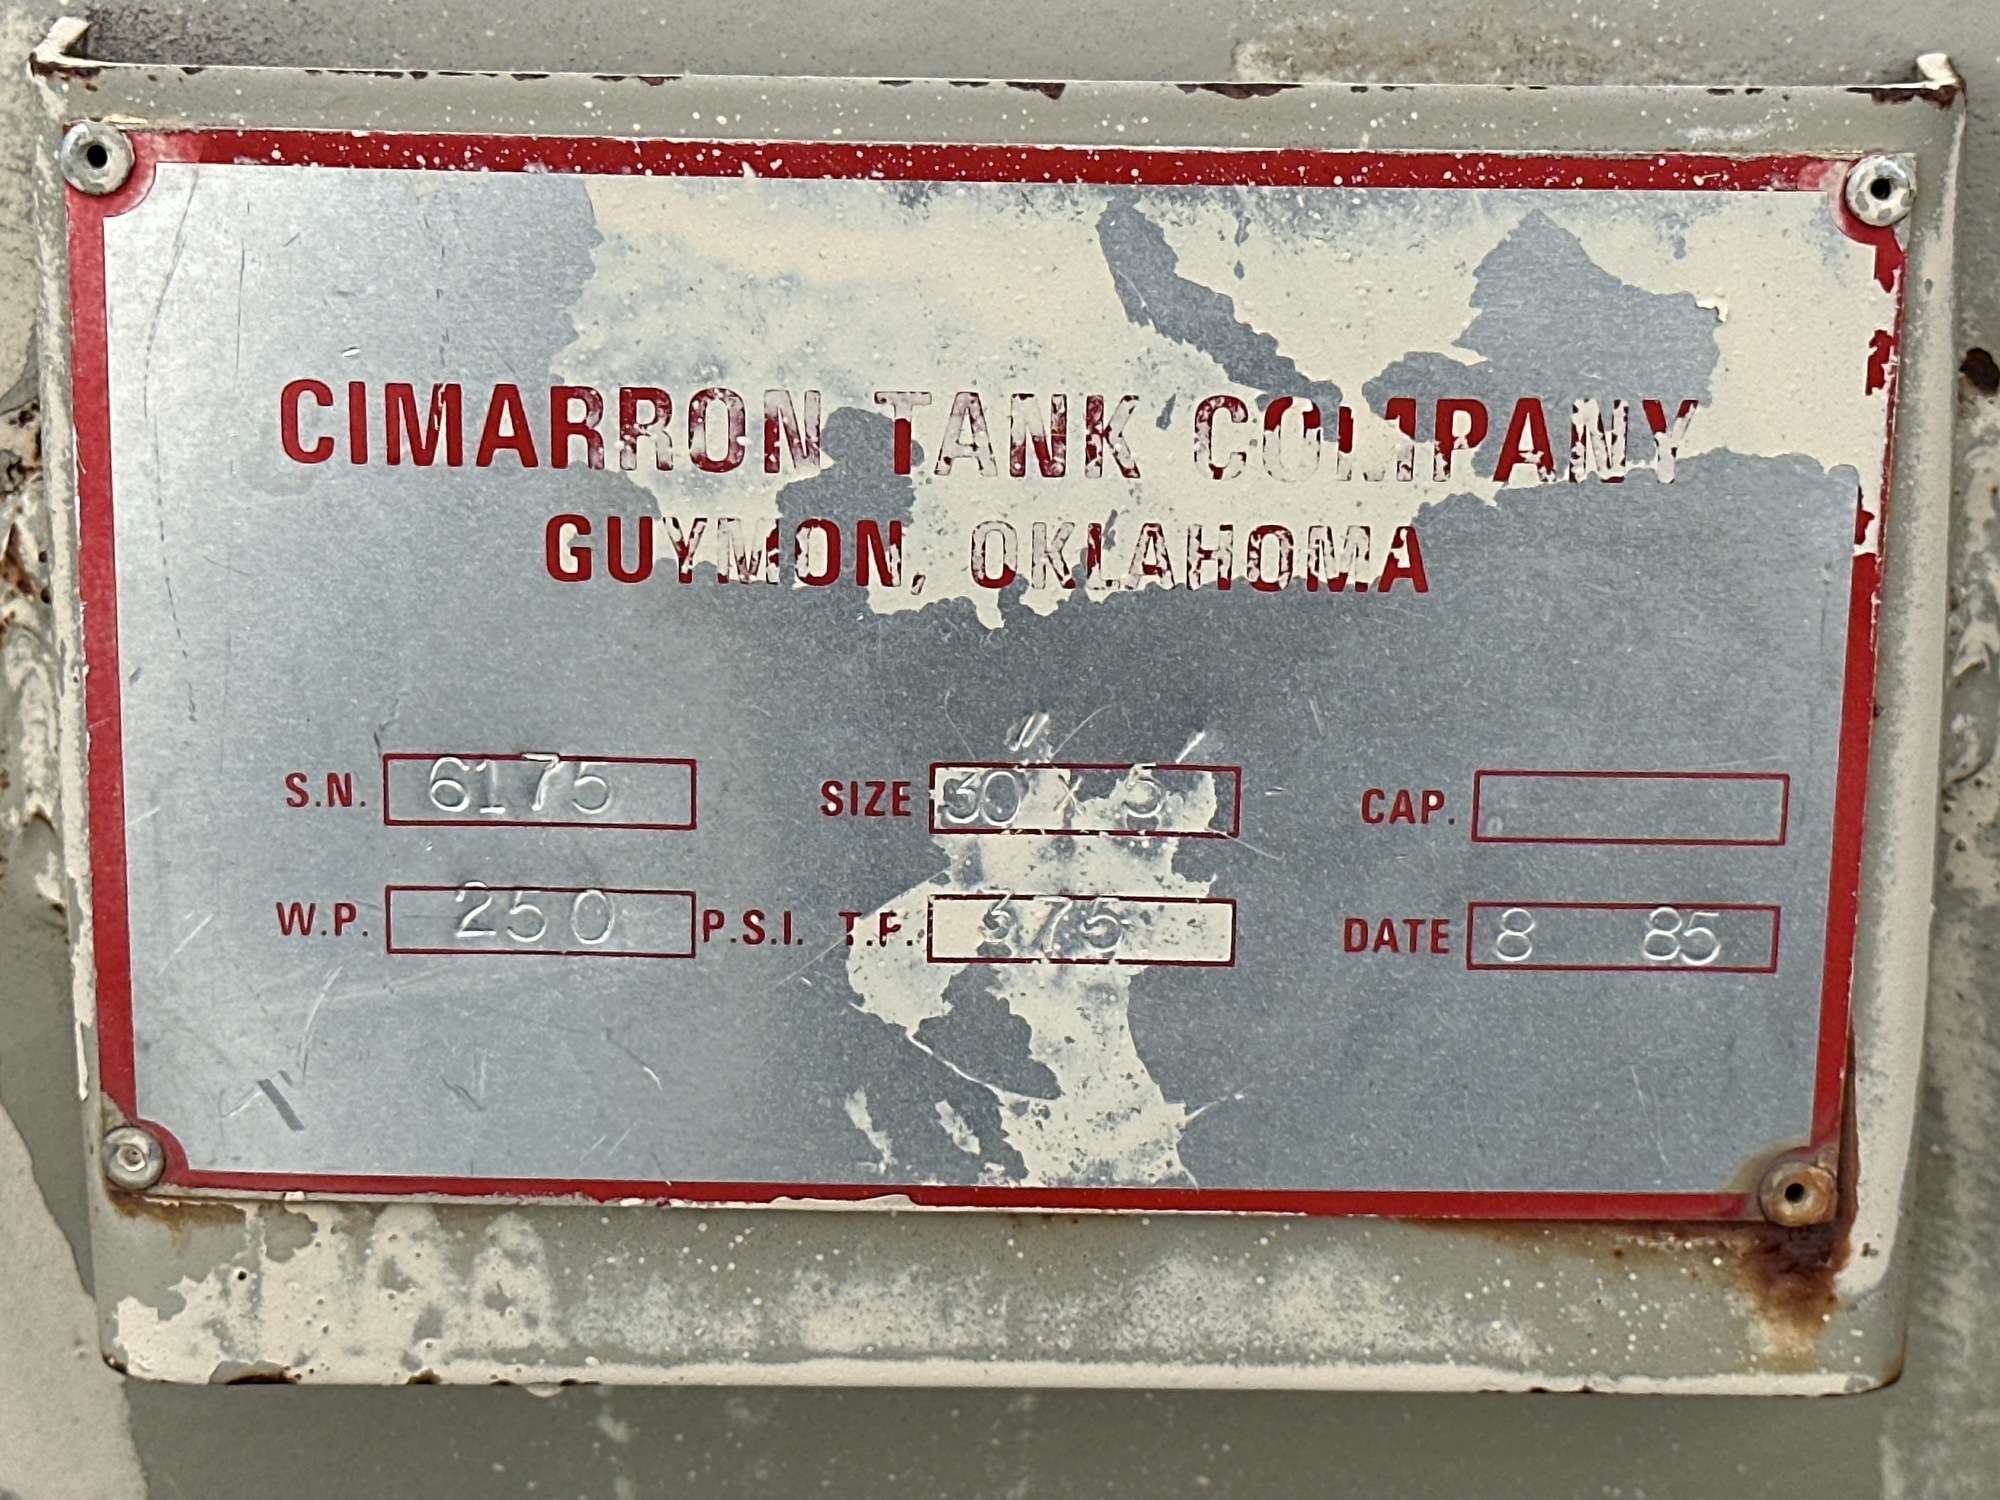 CIMARRON TANK COMPANY
GUYMON, OKLAHOMA
S.N. 6175 SIZE 30" x 5' CAP.
W.P. 250 P.S.I. T.P. 375 DATE 8 85